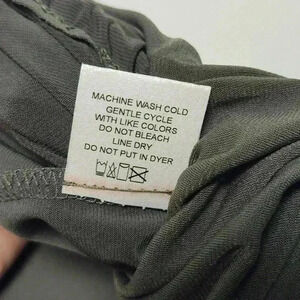 MACHINE WASH COLD
GENTLE CYCLE
WITH LIKE COLORS
DO NOT BLEACH
LINE DRY
DO NOT PUT IN DYER